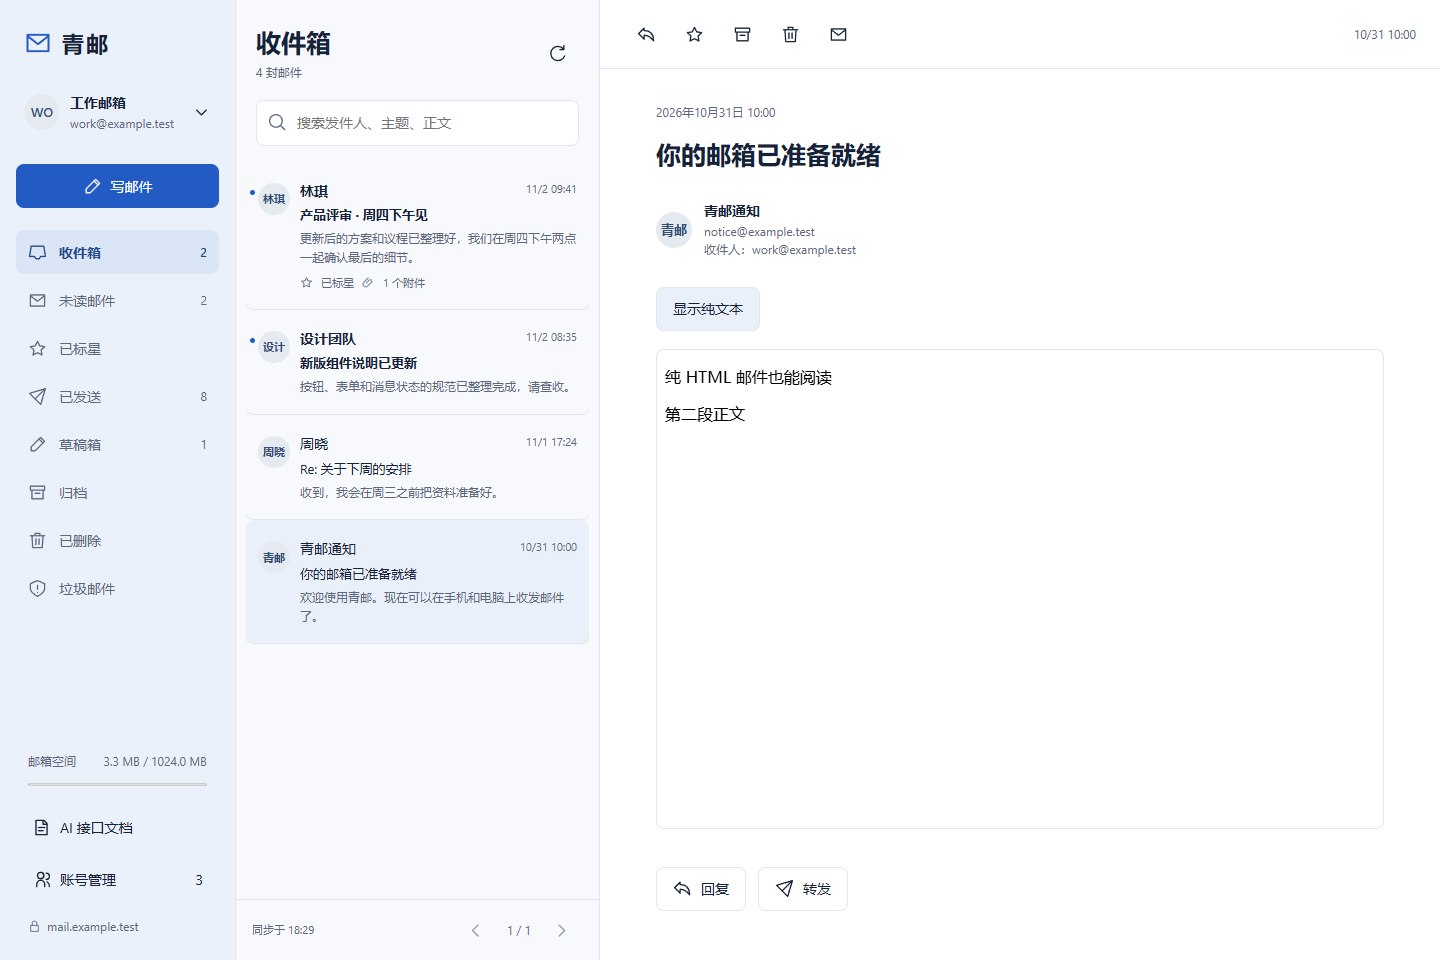 青邮
WO
工作邮箱
work@example.test
写邮件
收件箱 2
未读邮件 2
已标星
已发送 8
草稿箱 1
归档
已删除
垃圾邮件
邮箱空间 3.3 MB / 1024.0 MB
AI 接口文档
账号管理 3
mail.example.test
收件箱
4 封邮件
搜索发件人、主题、正文
林琪
林琪 11/2 09:41
产品评审 · 周四下午见
更新后的方案和议程已整理好，我们在周四下午两点
一起确认最后的细节。
已标星 1 个附件
设计
设计团队 11/2 08:35
新版组件说明已更新
按钮、表单和消息状态的规范已整理完成，请查收。
周晓
周晓 11/1 17:24
Re: 关于下周的安排
收到，我会在周三之前把资料准备好。
青邮
青邮通知 10/31 10:00
你的邮箱已准备就绪
欢迎使用青邮。现在可以在手机和电脑上收发邮件
了。
同步于 18:29 1 / 1
10/31 10:00
2026年10月31日 10:00
你的邮箱已准备就绪
青邮
青邮通知
notice@example.test
收件人：work@example.test
显示纯文本
纯 HTML 邮件也能阅读
第二段正文
回复 转发